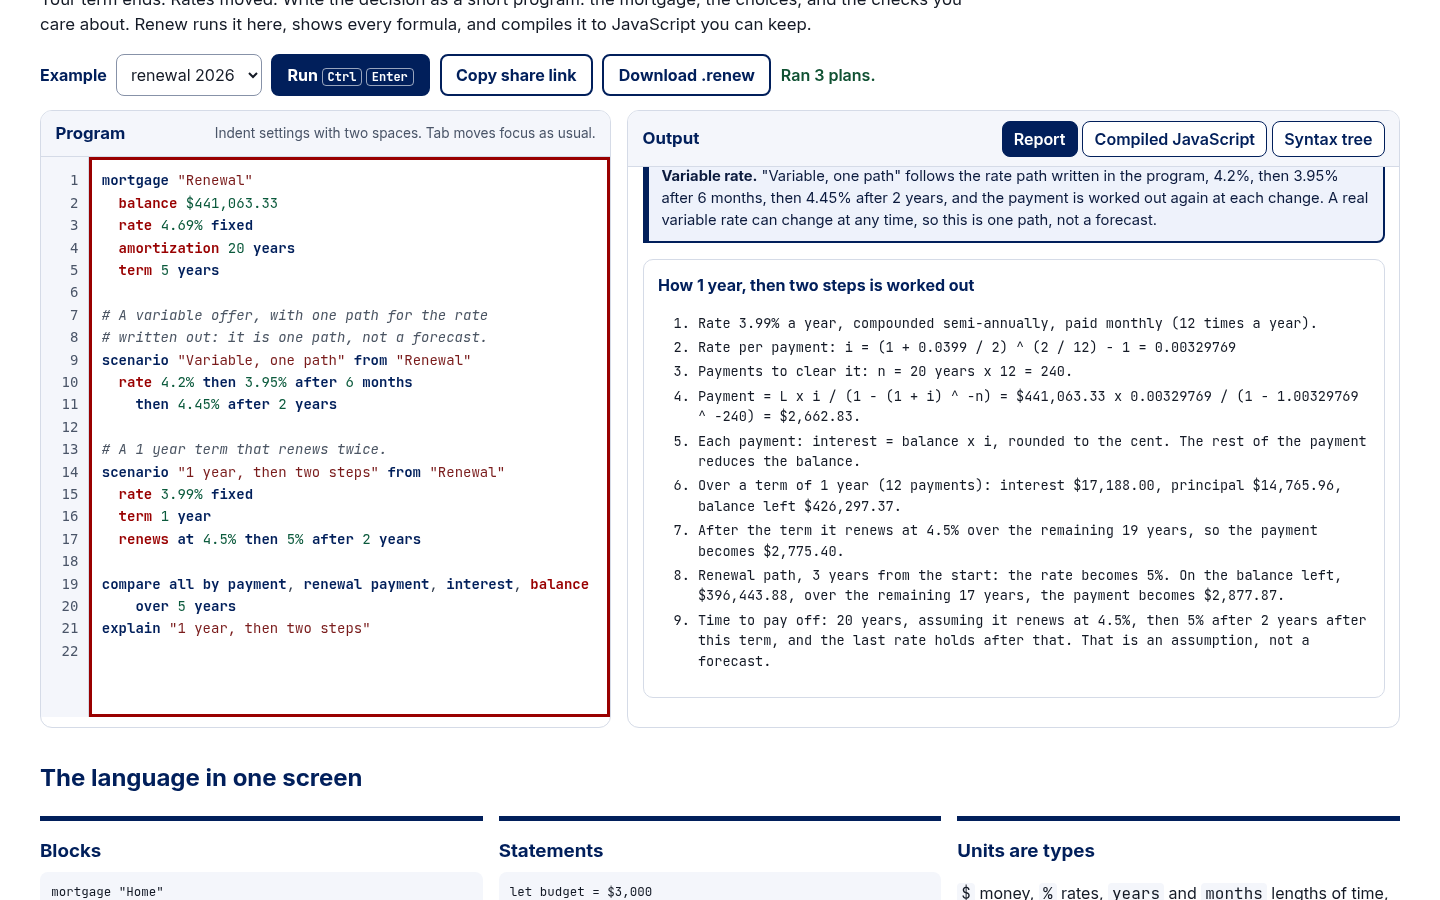 Your term ends. Rates moved. Write the decision as a short program: the mortgage, the choices, and the checks you
care about. Renew runs it here, shows every formula, and compiles it to JavaScript you can keep.
Example renewal 2026 Run Ctrl Enter Copy share link Download .renew Ran 3 plans.
Program Indent settings with two spaces. Tab moves focus as usual.
1 mortgage "Renewal"
2 balance $441,063.33
3 rate 4.69% fixed
4 amortization 20 years
5 term 5 years
6
7 # A variable offer, with one path for the rate
8 # written out: it is one path, not a forecast.
9 scenario "Variable, one path" from "Renewal"
10 rate 4.2% then 3.95% after 6 months
11 then 4.45% after 2 years
12
13 # A 1 year term that renews twice.
14 scenario "1 year, then two steps" from "Renewal"
15 rate 3.99% fixed
16 term 1 year
17 renews at 4.5% then 5% after 2 years
18
19 compare all by payment, renewal payment, interest, balance
20 over 5 years
21 explain "1 year, then two steps"
22
Output Report Compiled JavaScript Syntax tree
Variable rate. "Variable, one path" follows the rate path written in the program, 4.2%, then 3.95%
after 6 months, then 4.45% after 2 years, and the payment is worked out again at each change. A real
variable rate can change at any time, so this is one path, not a forecast.
How 1 year, then two steps is worked out
1. Rate 3.99% a year, compounded semi-annually, paid monthly (12 times a year).
2. Rate per payment: i = (1 + 0.0399 / 2) ^ (2 / 12) - 1 = 0.00329769
3. Payments to clear it: n = 20 years x 12 = 240.
4. Payment = L x i / (1 - (1 + i) ^ -n) = $441,063.33 x 0.00329769 / (1 - 1.00329769
^ -240) = $2,662.83.
5. Each payment: interest = balance x i, rounded to the cent. The rest of the payment
reduces the balance.
6. Over a term of 1 year (12 payments): interest $17,188.00, principal $14,765.96,
balance left $426,297.37.
7. After the term it renews at 4.5% over the remaining 19 years, so the payment
becomes $2,775.40.
8. Renewal path, 3 years from the start: the rate becomes 5%. On the balance left,
$396,443.88, over the remaining 17 years, the payment becomes $2,877.87.
9. Time to pay off: 20 years, assuming it renews at 4.5%, then 5% after 2 years after
this term, and the last rate holds after that. That is an assumption, not a
forecast.
The language in one screen
Blocks
mortgage "Home"
Statements
let budget = $3,000
Units are types
$ money, % rates, years and months lengths of time,